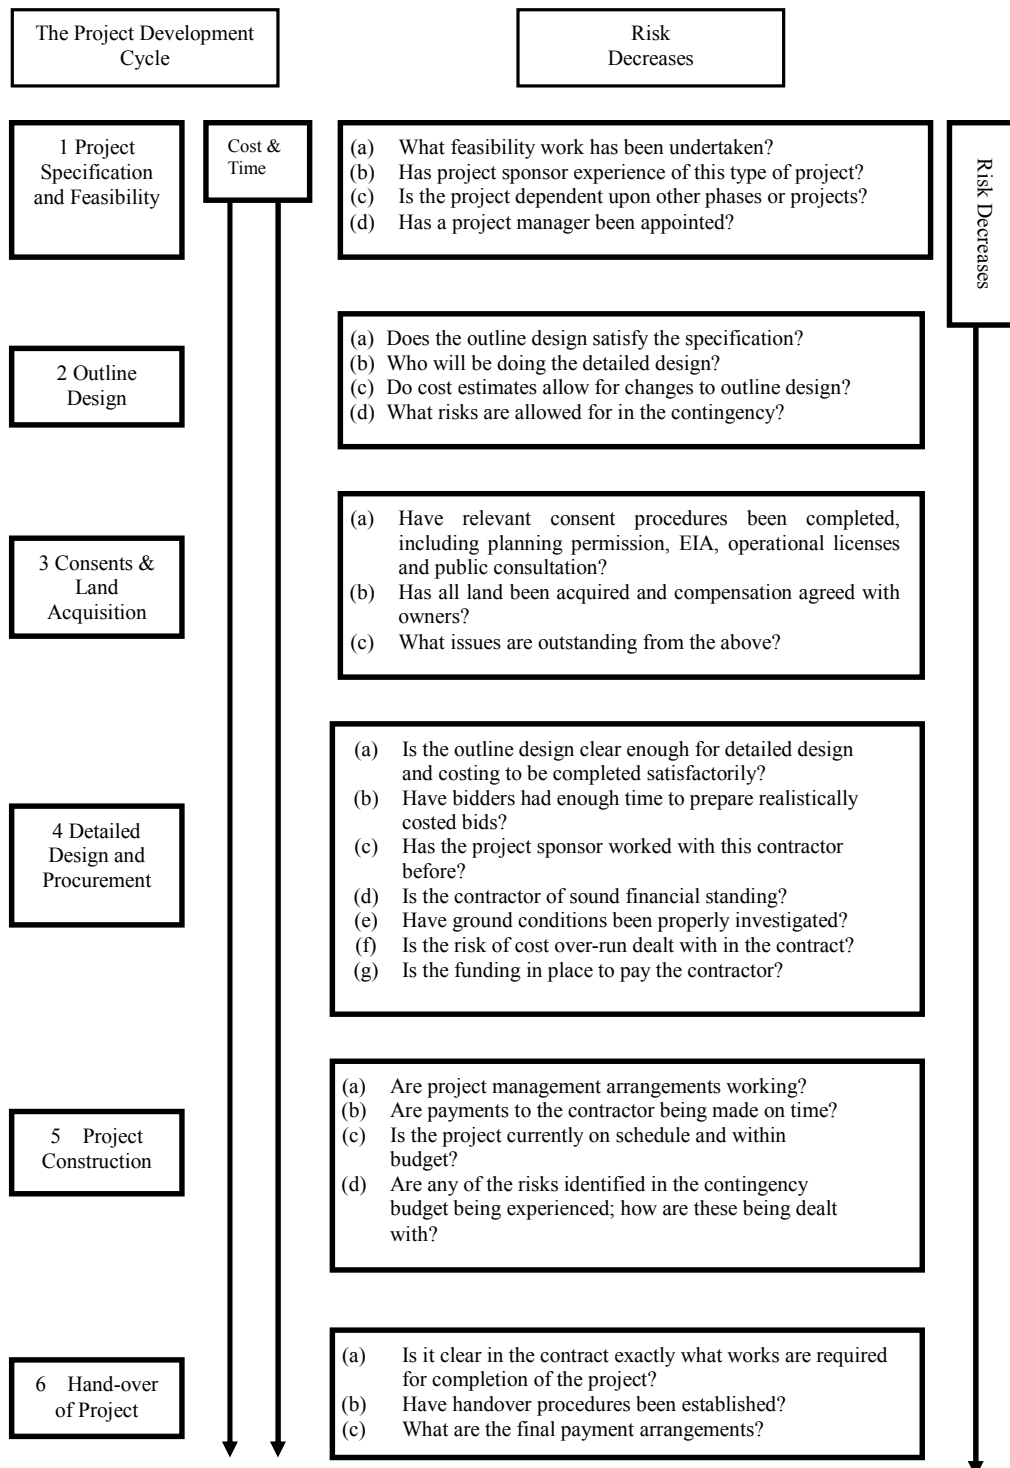 The Project Development
Cycle
Risk
Decreases
1 Project
Specification
and Feasibility
Cost &
Time
(a) What feasibility work has been undertaken?
(b) Has project sponsor experience of this type of project?
(c) Is the project dependent upon other phases or projects?
(d) Has a project manager been appointed?
Risk Decreases
2 Outline
Design
(a) Does the outline design satisfy the specification?
(b) Who will be doing the detailed design?
(c) Do cost estimates allow for changes to outline design?
(d) What risks are allowed for in the contingency?
3 Consents &
Land
Acquisition
(a) Have relevant consent procedures been completed,
including planning permission, EIA, operational licenses
and public consultation?
(b) Has all land been acquired and compensation agreed with
owners?
(c) What issues are outstanding from the above?
4 Detailed
Design and
Procurement
(a) Is the outline design clear enough for detailed design
and costing to be completed satisfactorily?
(b) Have bidders had enough time to prepare realistically
costed bids?
(c) Has the project sponsor worked with this contractor
before?
(d) Is the contractor of sound financial standing?
(e) Have ground conditions been properly investigated?
(f) Is the risk of cost over-run dealt with in the contract?
(g) Is the funding in place to pay the contractor?
5 Project
Construction
(a) Are project management arrangements working?
(b) Are payments to the contractor being made on time?
(c) Is the project currently on schedule and within
budget?
(d) Are any of the risks identified in the contingency
budget being experienced; how are these being dealt
with?
6 Hand-over
of Project
(a) Is it clear in the contract exactly what works are required
for completion of the project?
(b) Have handover procedures been established?
(c) What are the final payment arrangements?